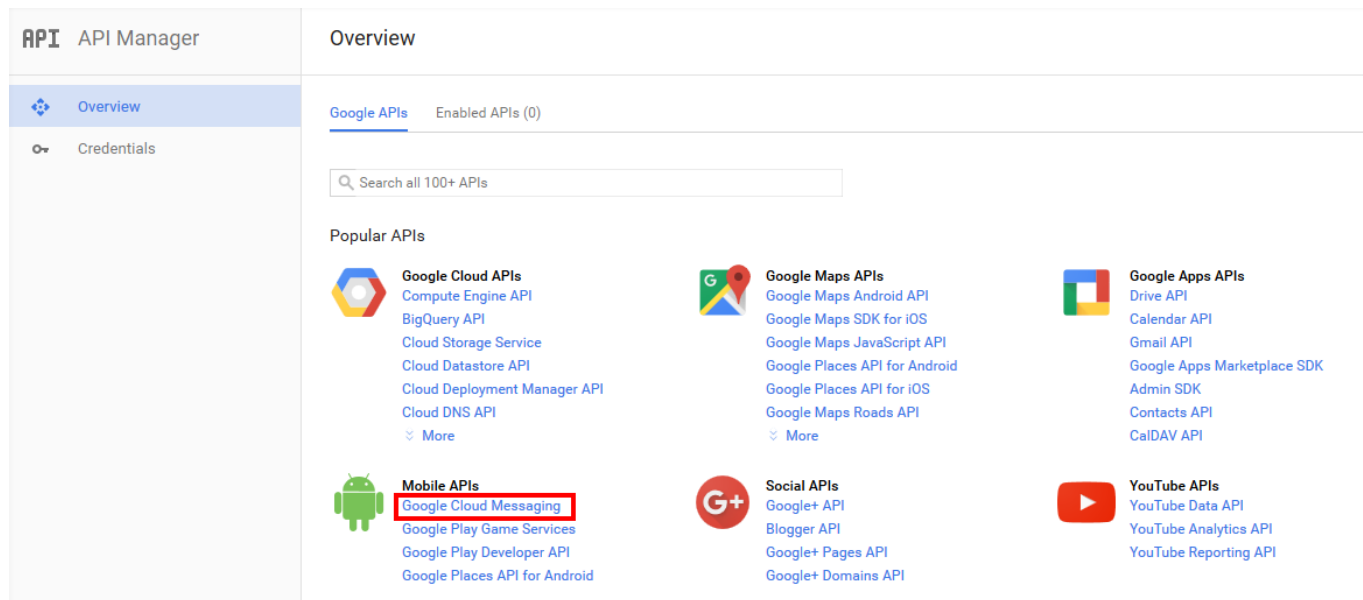 API API Manager
Overview
Credentials
Overview
Google APIs Enabled APIs (0)
Search all 100+ APIs
Popular APIs
Google Cloud APIs
Compute Engine API
BigQuery API
Cloud Storage Service
Cloud Datastore API
Cloud Deployment Manager API
Cloud DNS API
More
Google Maps APIs
Google Maps Android API
Google Maps SDK for iOS
Google Maps JavaScript API
Google Places API for Android
Google Places API for iOS
Google Maps Roads API
More
Google Apps APIs
Drive API
Calendar API
Gmail API
Google Apps Marketplace SDK
Admin SDK
Contacts API
CalDAV API
Mobile APIs
Google Cloud Messaging
Google Play Game Services
Google Play Developer API
Google Places API for Android
Social APIs
Google+ API
Blogger API
Google+ Pages API
Google+ Domains API
YouTube APIs
YouTube Data API
YouTube Analytics API
YouTube Reporting API
G
G+